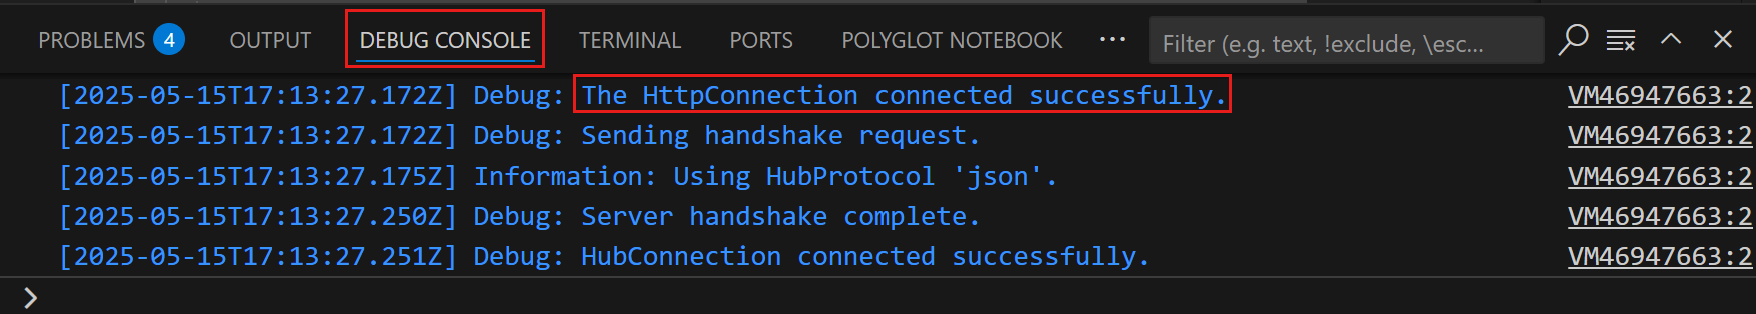 PROBLEMS 4 OUTPUT DEBUG CONSOLE TERMINAL PORTS POLYGLOT NOTEBOOK ··· Filter (e.g. text, !exclude, \esc...
[2025-05-15T17:13:27.172Z] Debug: The HttpConnection connected successfully. VM46947663:2
[2025-05-15T17:13:27.172Z] Debug: Sending handshake request. VM46947663:2
[2025-05-15T17:13:27.175Z] Information: Using HubProtocol 'json'. VM46947663:2
[2025-05-15T17:13:27.250Z] Debug: Server handshake complete. VM46947663:2
[2025-05-15T17:13:27.251Z] Debug: HubConnection connected successfully. VM46947663:2